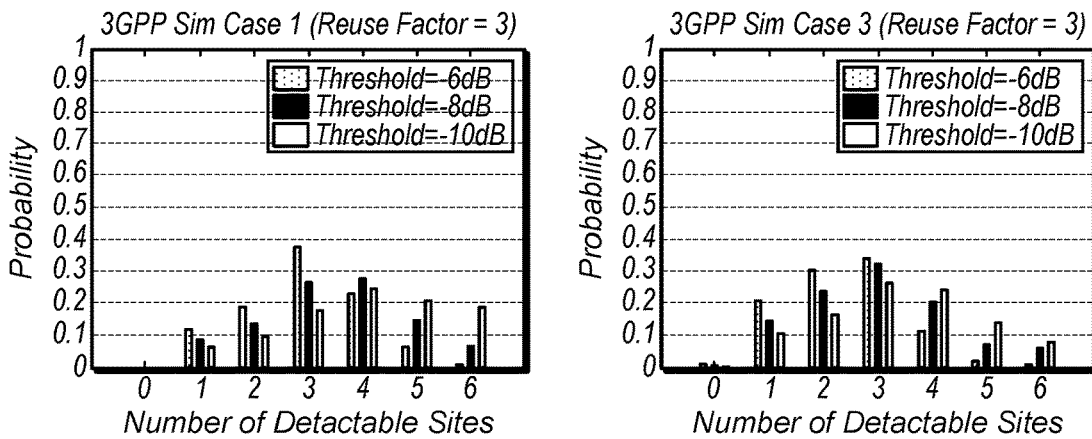 3GPP Sim Case 1 (Reuse Factor = 3)
Probability
1
0.9
0.8
0.7
0.6
0.5
0.4
0.3
0.2
0.1
0
Threshold=-6dB
Threshold=-8dB
Threshold=-10dB
0 1 2 3 4 5 6
Number of Detactable Sites
3GPP Sim Case 3 (Reuse Factor = 3)
Probability
1
0.9
0.8
0.7
0.6
0.5
0.4
0.3
0.2
0.1
0
Threshold=-6dB
Threshold=-8dB
Threshold=-10dB
0 1 2 3 4 5 6
Number of Detactable Sites